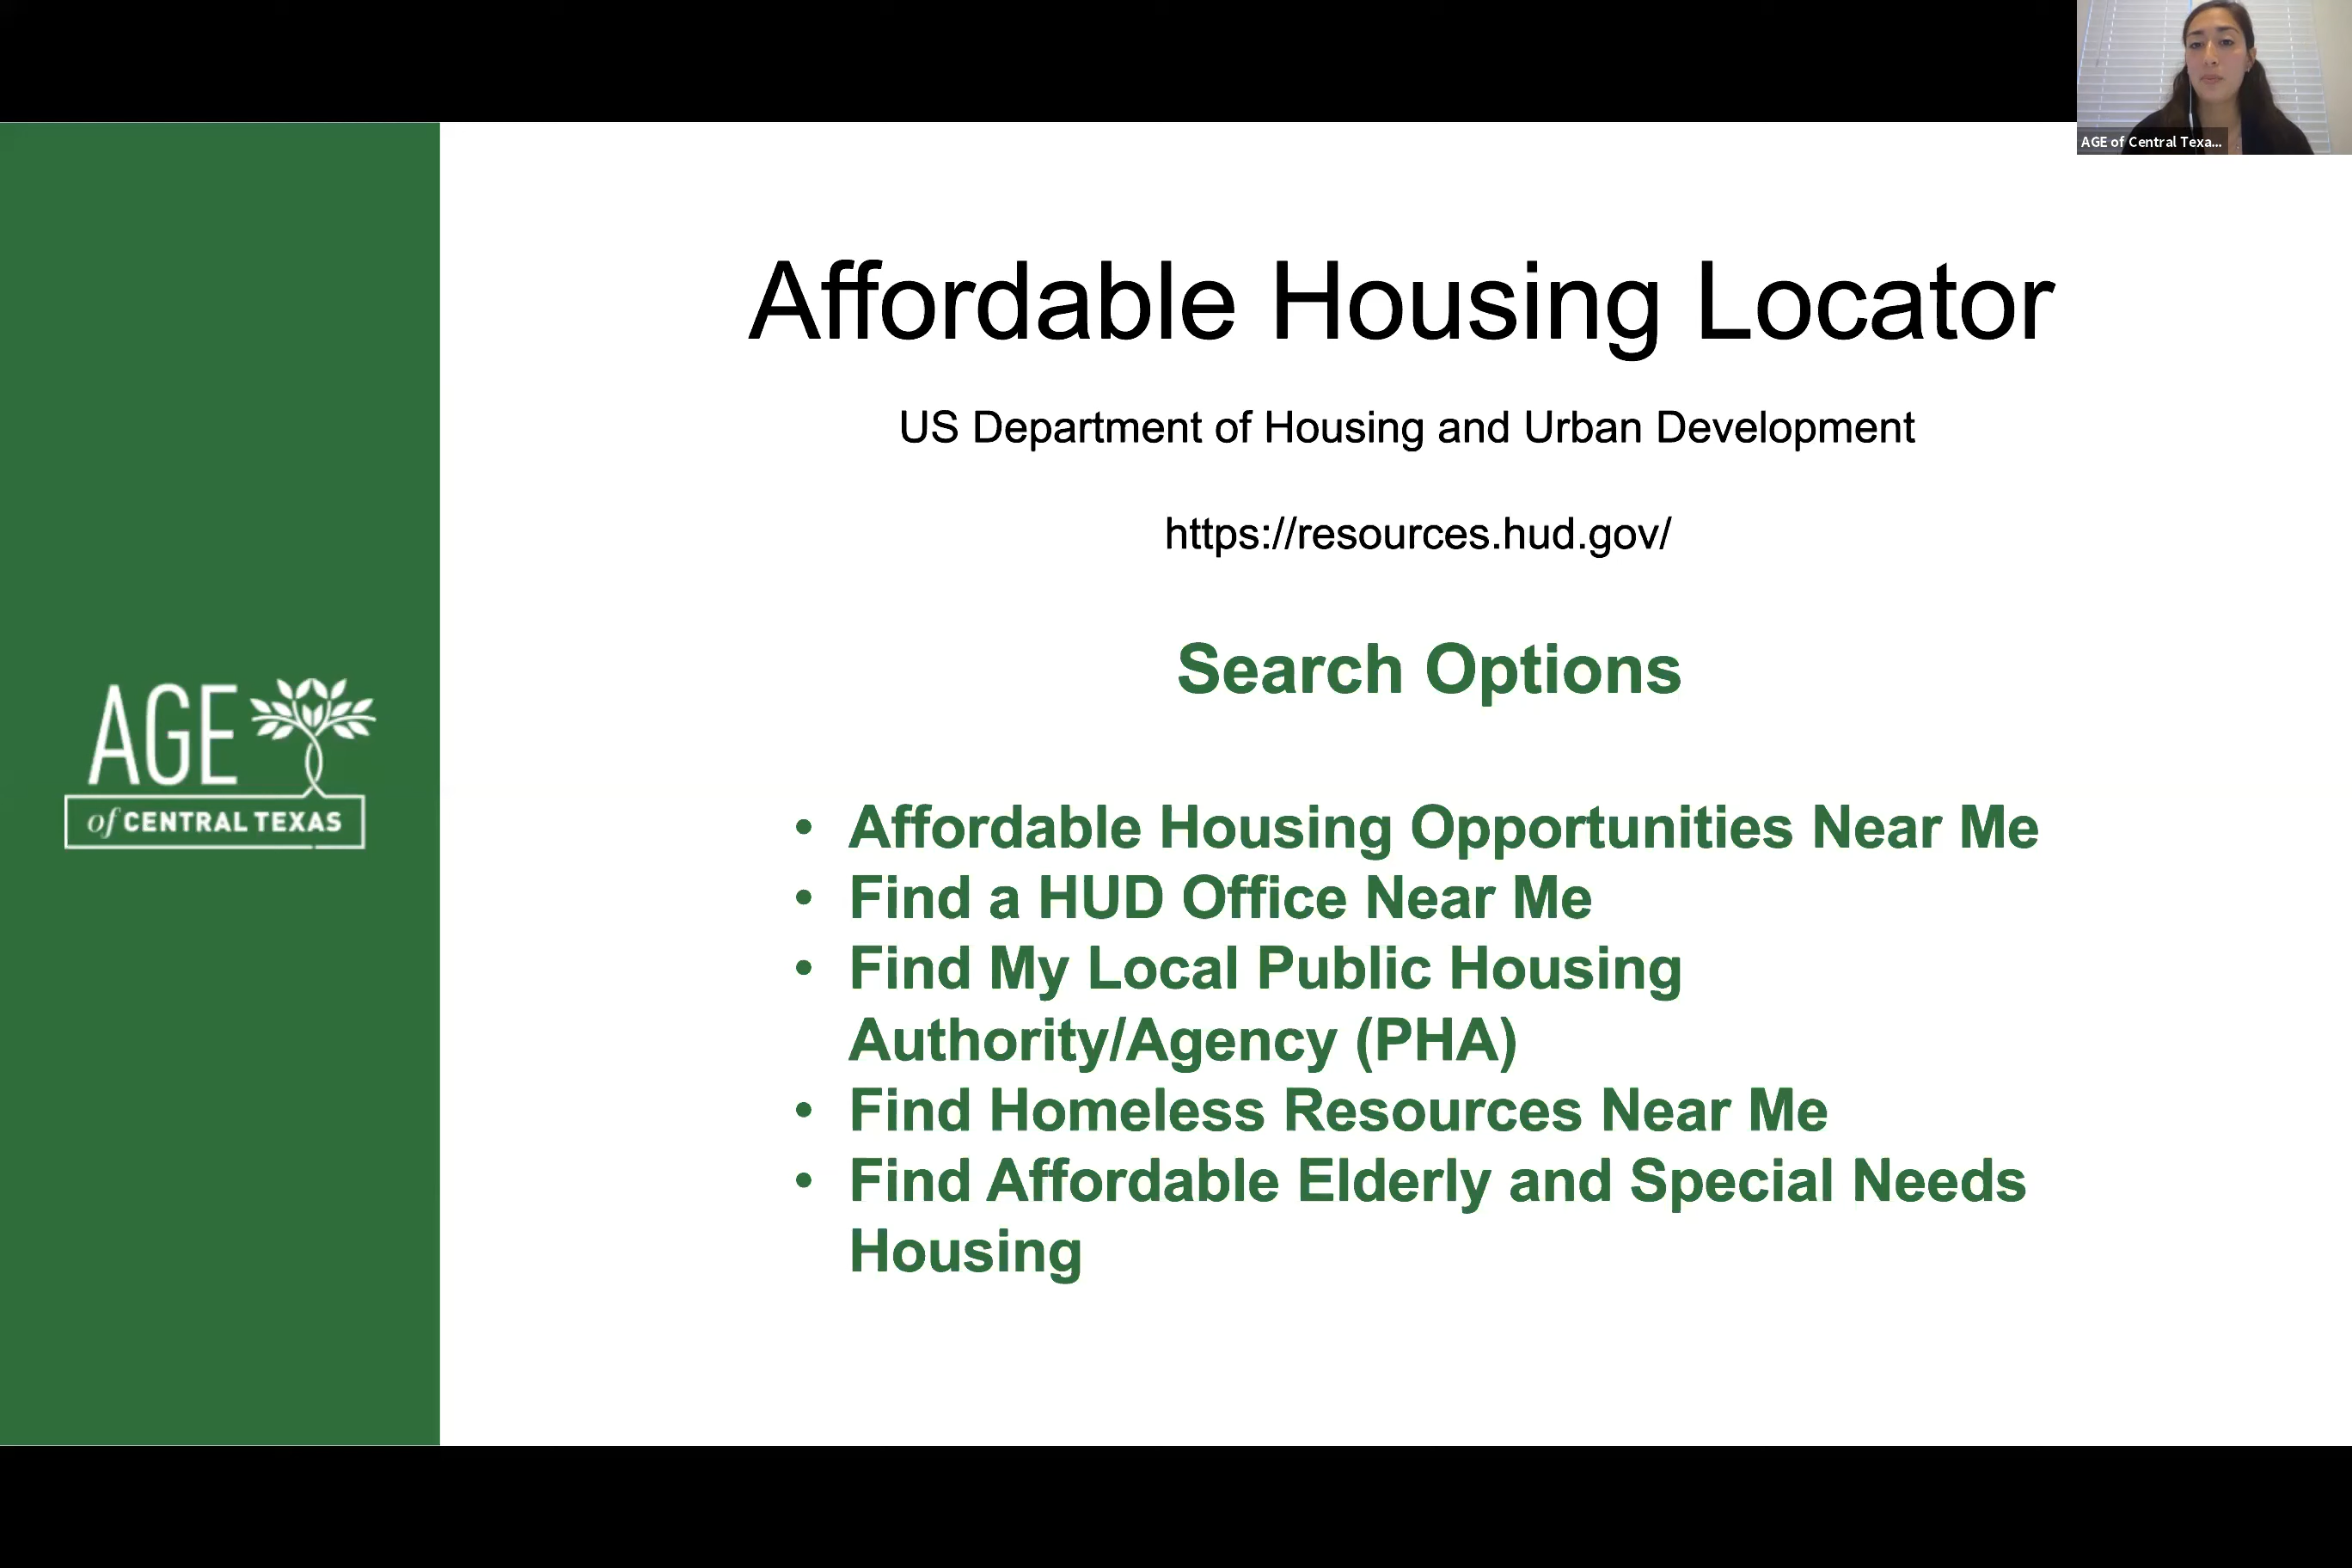 AGE of Central Texa...
Affordable Housing Locator
US Department of Housing and Urban Development
https://resources.hud.gov/
Search Options
AGE
of CENTRAL TEXAS
• Affordable Housing Opportunities Near Me
• Find a HUD Office Near Me
• Find My Local Public Housing
Authority/Agency (PHA)
• Find Homeless Resources Near Me
• Find Affordable Elderly and Special Needs
Housing